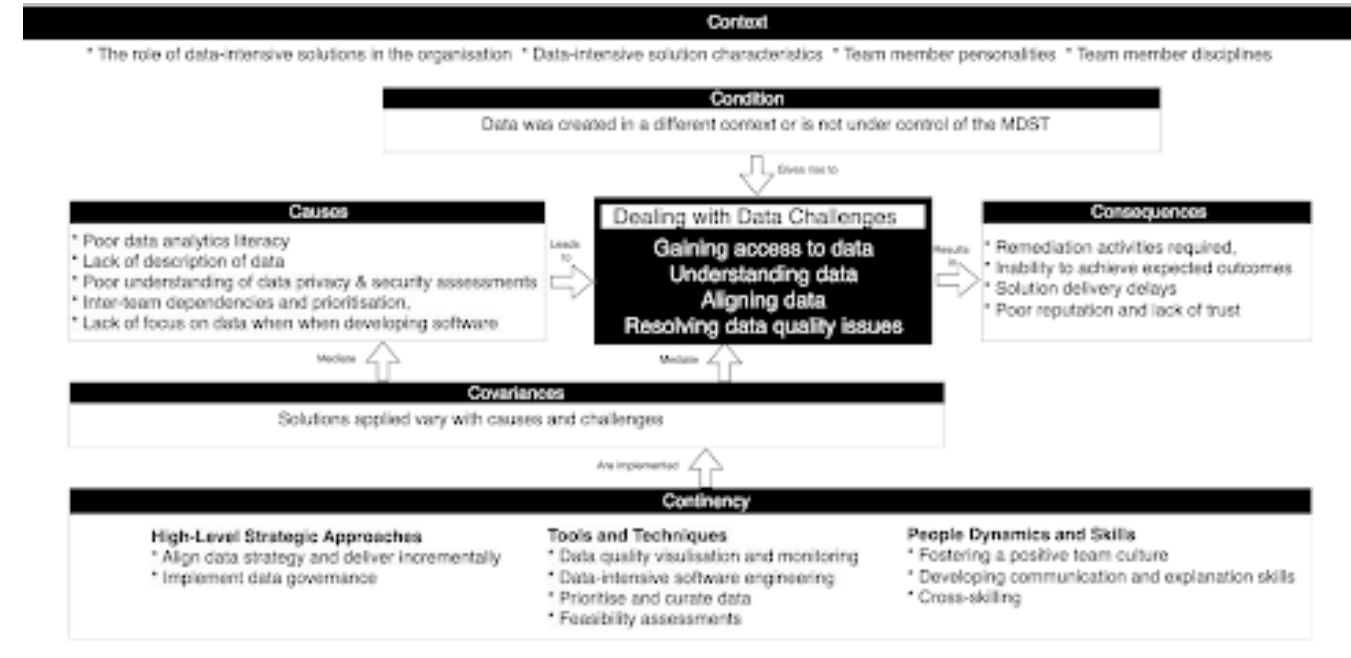 Context
* The role of data-intensive solutions in the organisation * Data-intensive solution characteristics * Team member personalities * Team member disciplines
Condition
Data was created in a different context or is not under control of the MDST
Gives rise to
Causes
* Poor data analytics literacy
* Lack of description of data
* Poor understanding of data privacy & security assessments
* Inter-team dependencies and prioritisation,
* Lack of focus on data when when developing software
Leads
to
Dealing with Data Challenges
Gaining access to data
Understanding data
Aligning data
Resolving data quality issues
Results
in
Consequences
* Remediation activities required,
* Inability to achieve expected outcomes
* Solution delivery delays
* Poor reputation and lack of trust
Mediate
Mediate
Covariances
Solutions applied vary with causes and challenges
Are implemented
Continency
High-Level Strategic Approaches
* Align data strategy and deliver incrementally
* Implement data governance
Tools and Techniques
* Data quality visulisation and monitoring
* Data-intensive software engineering
* Prioritise and curate data
* Feasibility assessments
People Dynamics and Skills
* Fostering a positive team culture
* Developing communication and explanation skills
* Cross-skilling